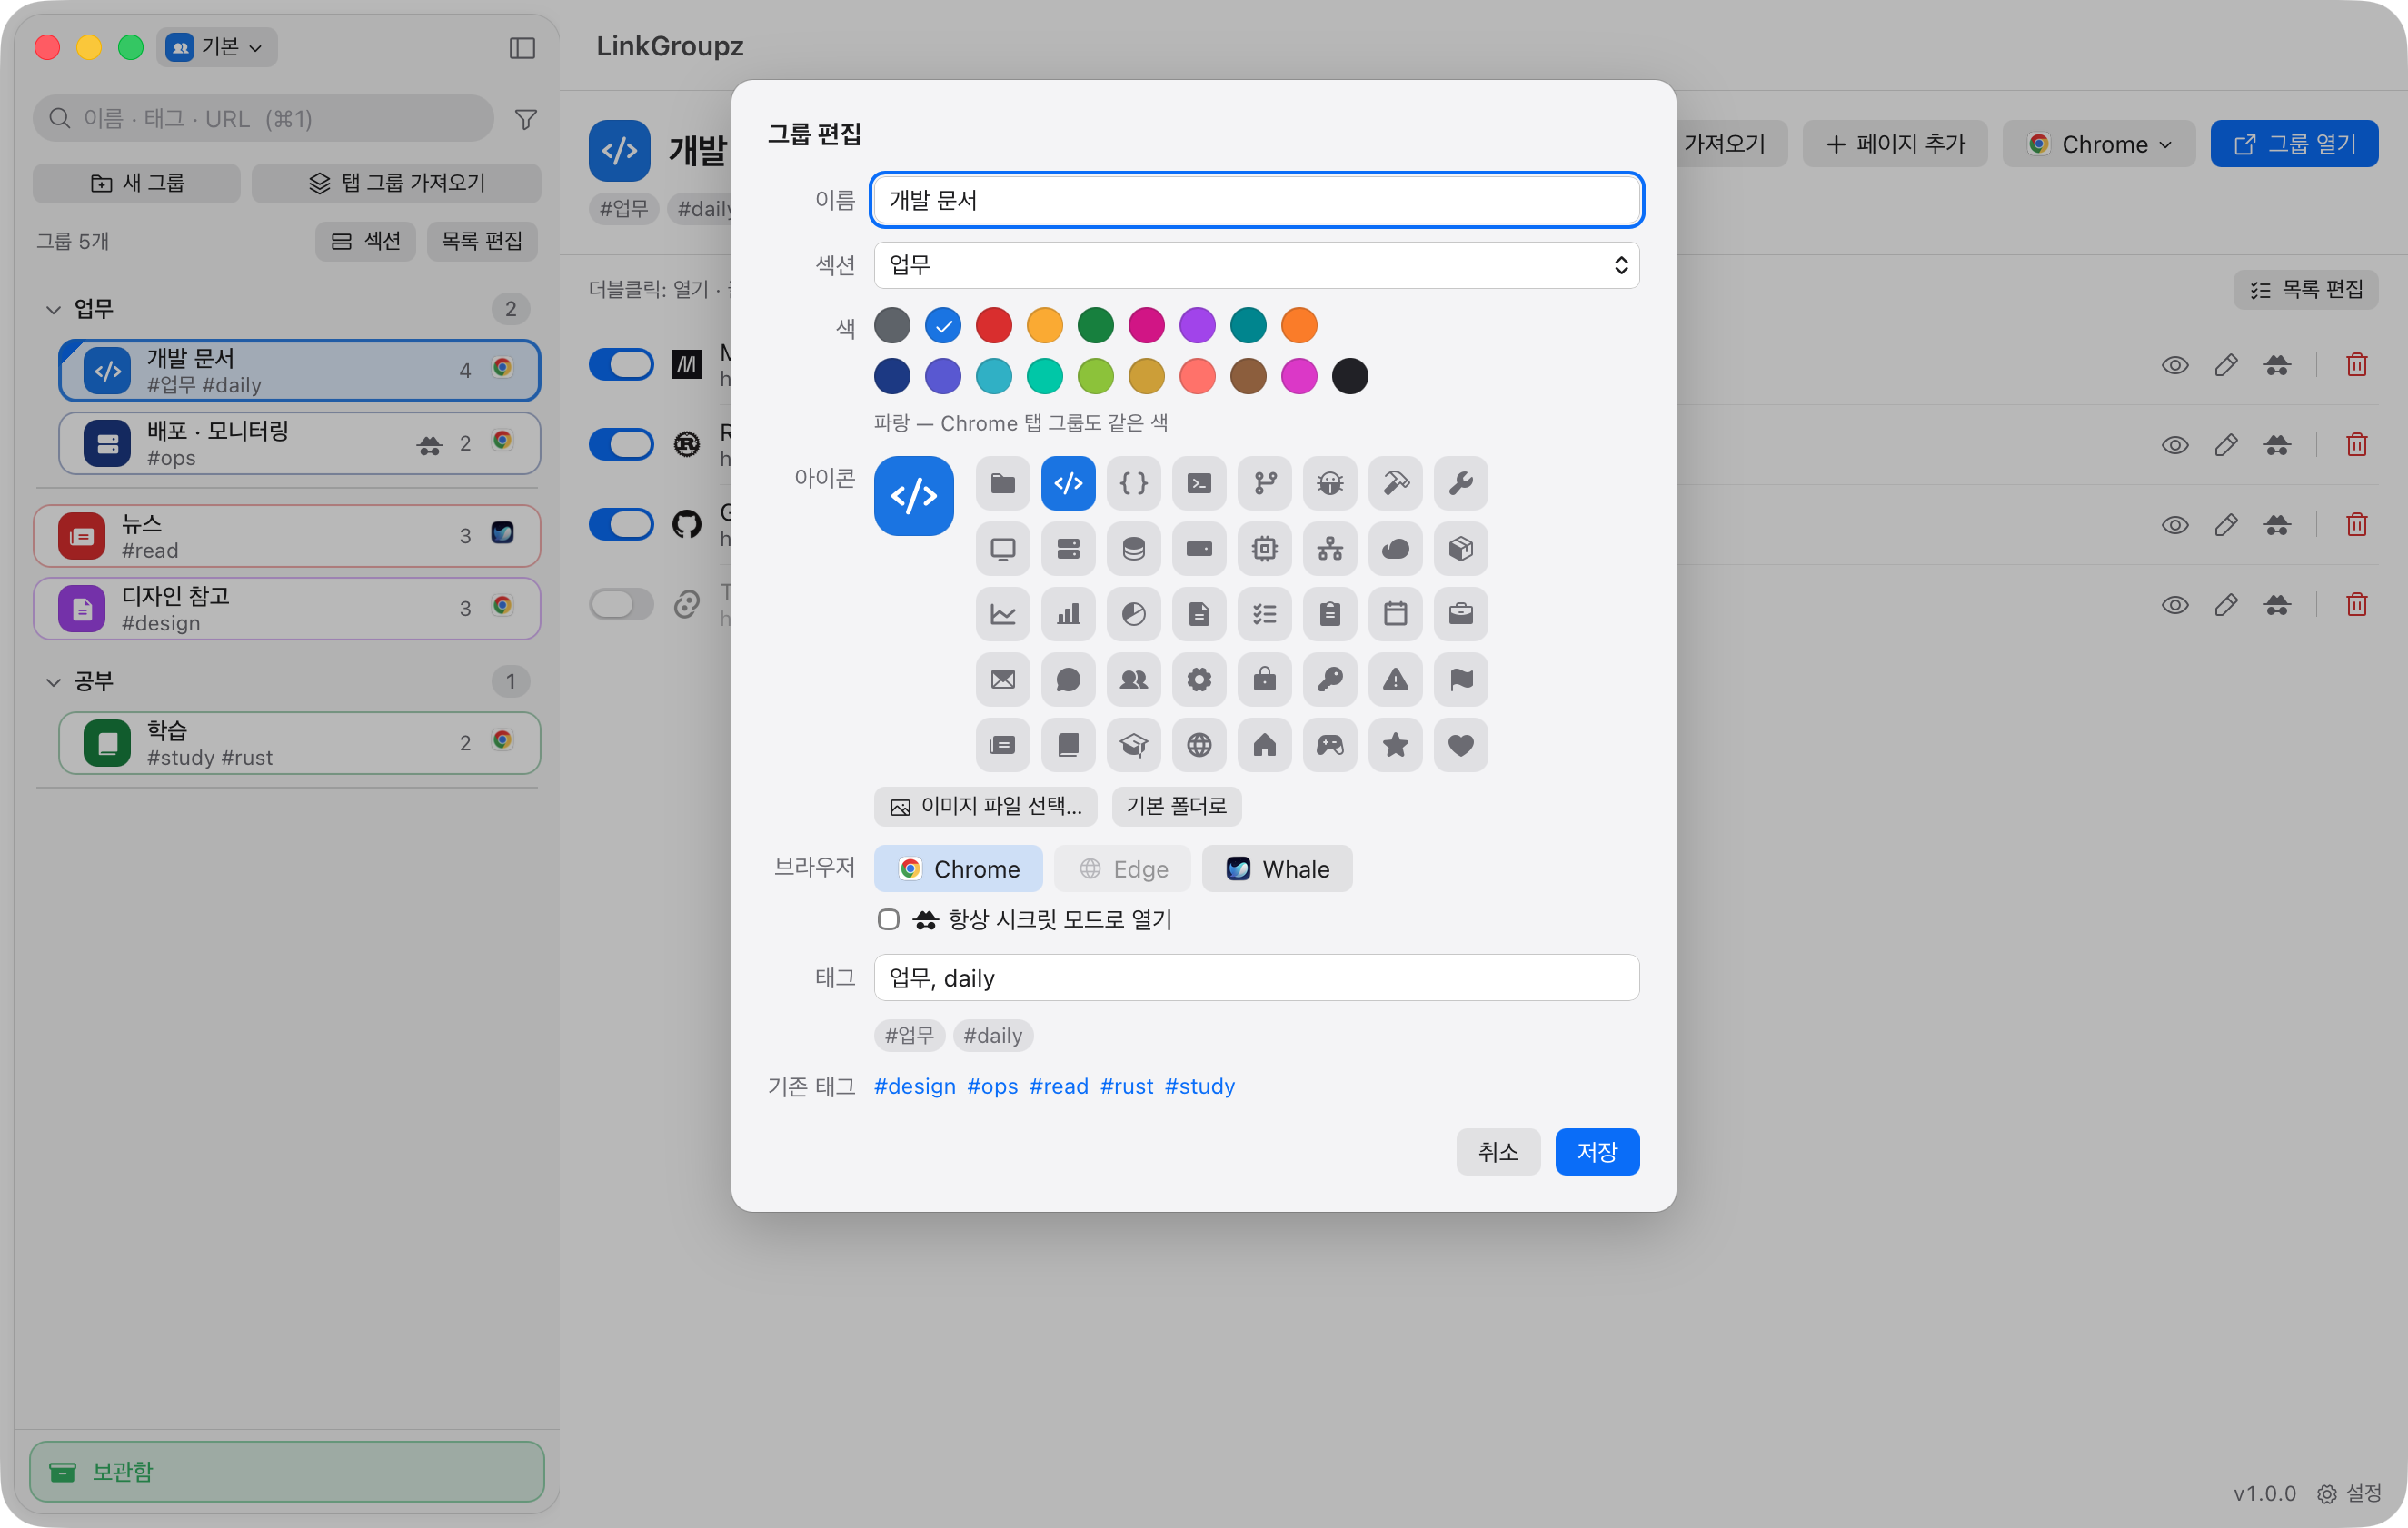 기본
이름 · 태그 · URL (⌘1)
새 그룹
탭 그룹 가져오기
그룹 5개
섹션
목록 편집
업무
2
개발 문서
#업무 #daily
4
배포 · 모니터링
#ops
2
뉴스
#read
3
디자인 참고
#design
3
공부
1
학습
#study #rust
2
보관함
LinkGroupz
개발
#업무
가져오기
페이지 추가
Chrome
그룹 열기
더블클릭: 열기 ·
목록 편집
그룹 편집
이름
개발 문서
섹션
업무
색
파랑 — Chrome 탭 그룹도 같은 색
아이콘
이미지 파일 선택...
기본 폴더로
브라우저
Chrome
Edge
Whale
항상 시크릿 모드로 열기
태그
업무, daily
#업무 #daily
기존 태그
#design #ops #read #rust #study
취소
저장
v1.0.0
설정